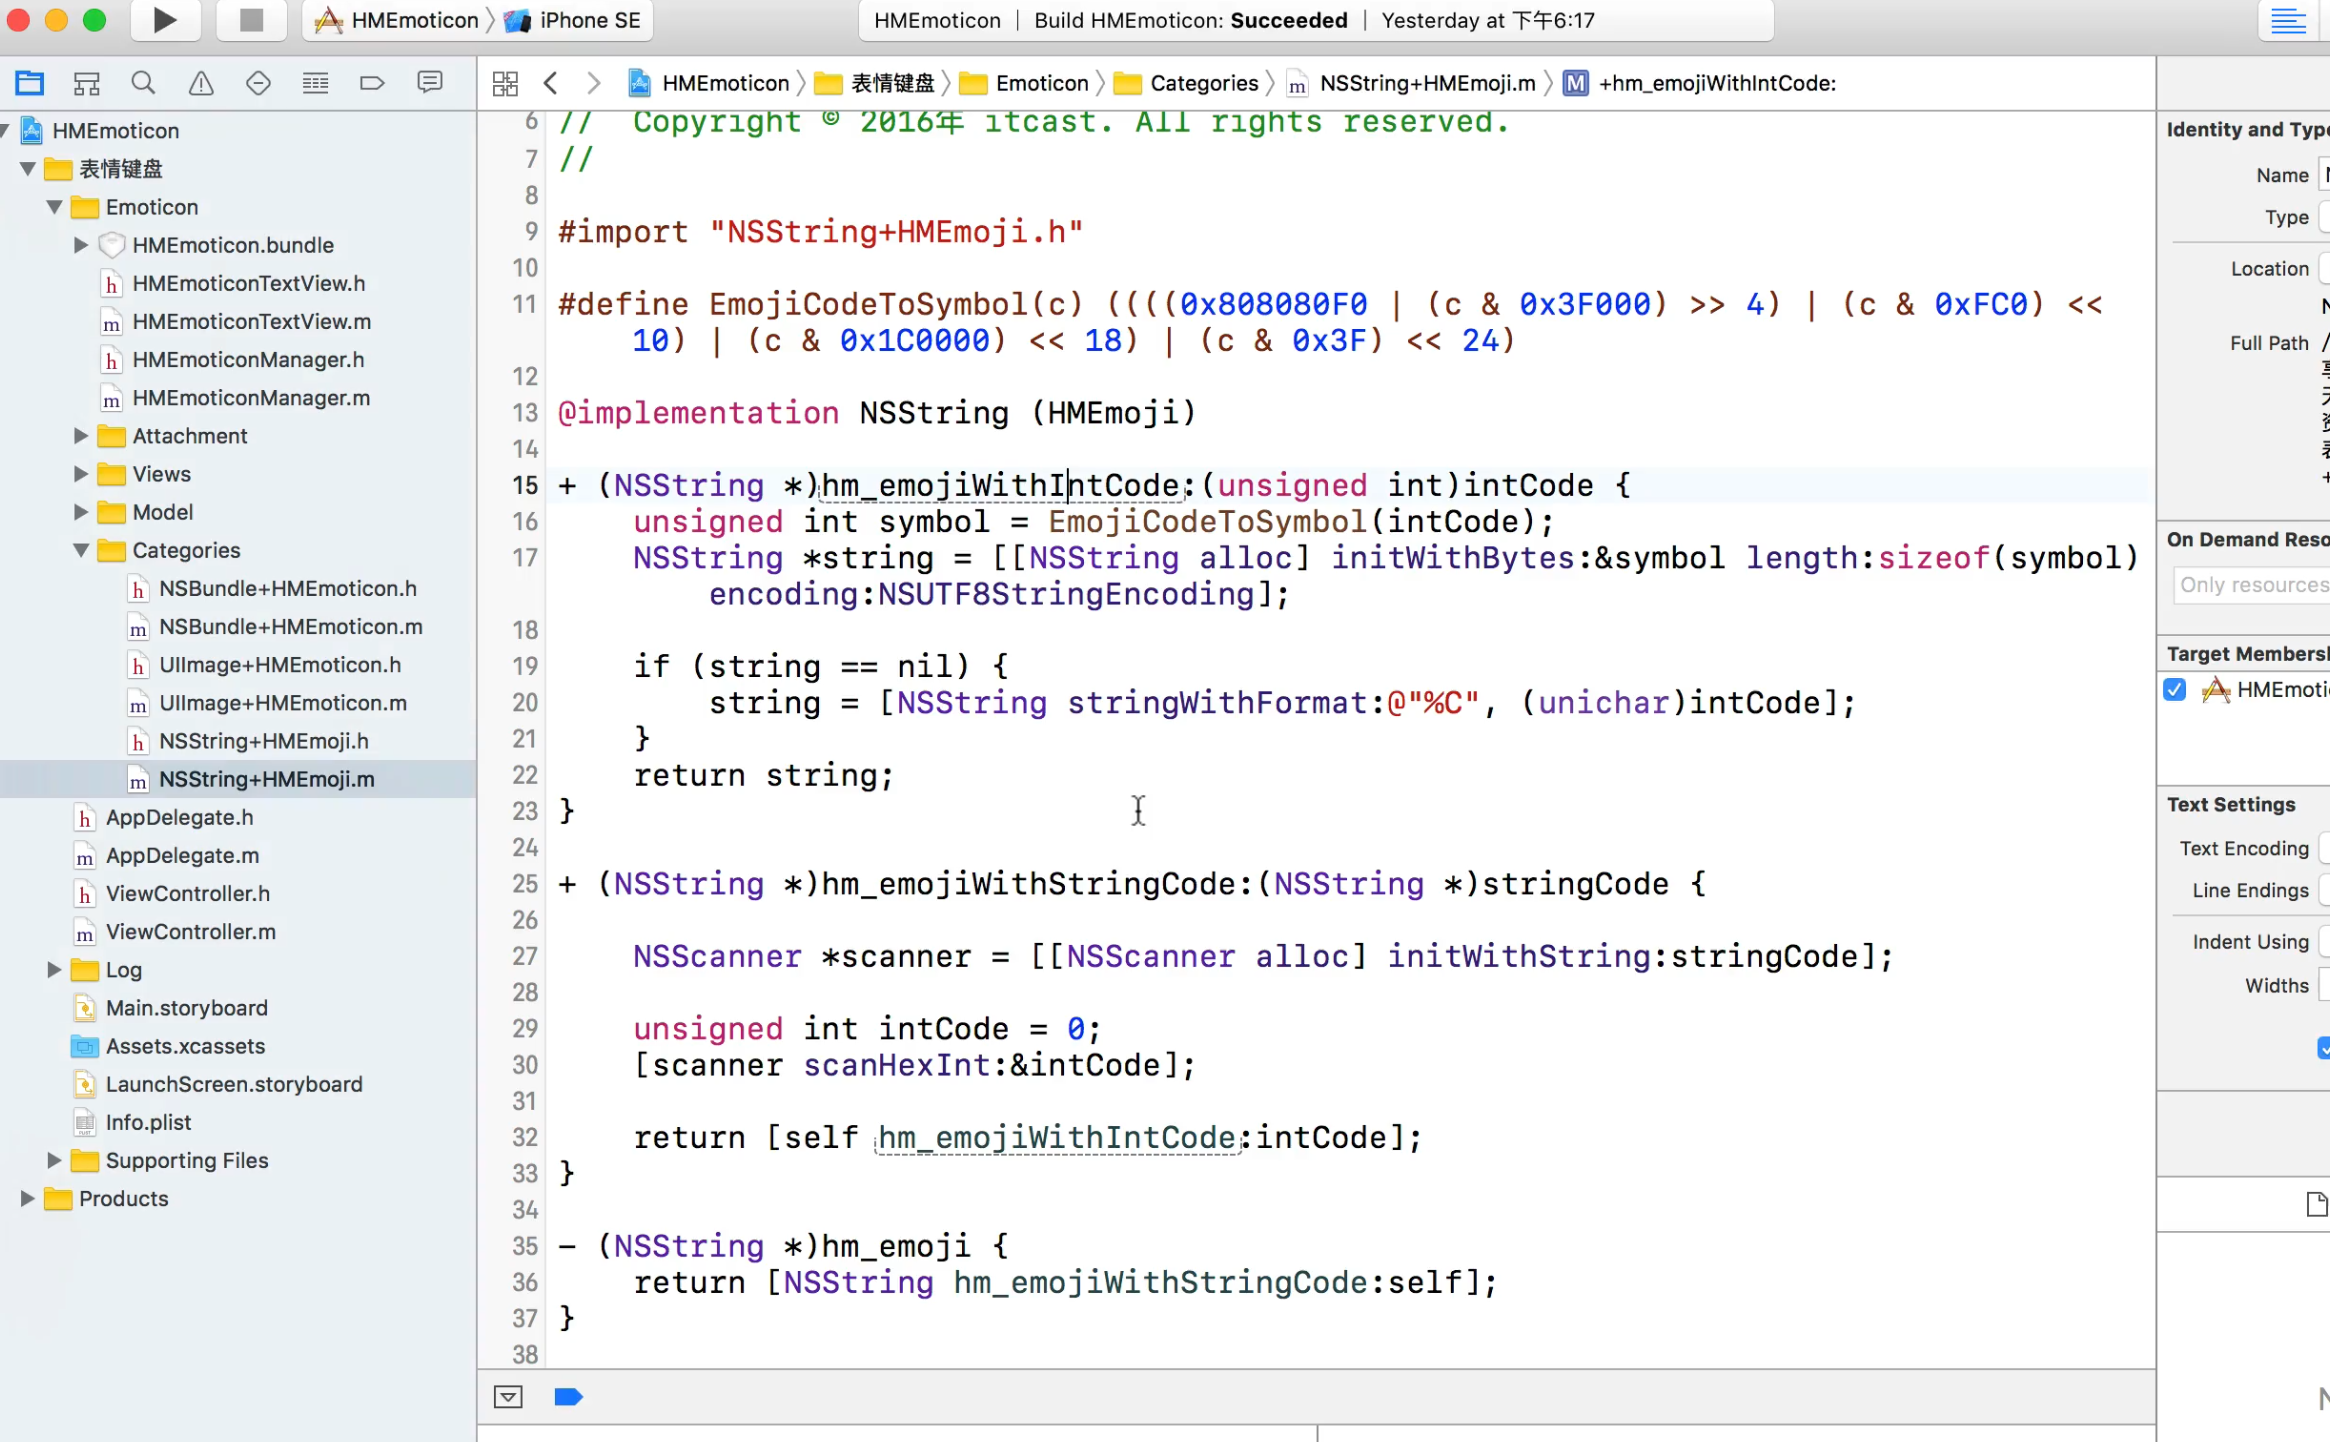 HMEmoticon 〉 iPhone SE
HMEmoticon | Build HMEmoticon: Succeeded | Yesterday at 下午6:17
HMEmoticon 〉 表情键盘 〉 Emoticon 〉 Categories 〉 m NSString+HMEmoji.m 〉 M +hm_emojiWithIntCode:
HMEmoticon
表情键盘
Emoticon
HMEmoticon.bundle
h HMEmoticonTextView.h
m HMEmoticonTextView.m
h HMEmoticonManager.h
m HMEmoticonManager.m
Attachment
Views
Model
Categories
h NSBundle+HMEmoticon.h
m NSBundle+HMEmoticon.m
h UIImage+HMEmoticon.h
m UIImage+HMEmoticon.m
h NSString+HMEmoji.h
m NSString+HMEmoji.m
h AppDelegate.h
m AppDelegate.m
h ViewController.h
m ViewController.m
Log
Main.storyboard
Assets.xcassets
LaunchScreen.storyboard
Info.plist
Supporting Files
Products
6 //  Copyright © 2016年 itcast. All rights reserved.
7 //
8
9 #import "NSString+HMEmoji.h"
10
11 #define EmojiCodeToSymbol(c) ((((0x808080F0 | (c & 0x3F000) >> 4) | (c & 0xFC0) <<
10) | (c & 0x1C0000) << 18) | (c & 0x3F) << 24)
12
13 @implementation NSString (HMEmoji)
14
15 + (NSString *)hm_emojiWithIntCode:(unsigned int)intCode {
16     unsigned int symbol = EmojiCodeToSymbol(intCode);
17     NSString *string = [[NSString alloc] initWithBytes:&symbol length:sizeof(symbol)
encoding:NSUTF8StringEncoding];
18
19     if (string == nil) {
20         string = [NSString stringWithFormat:@"%C", (unichar)intCode];
21     }
22     return string;
23 }
24
25 + (NSString *)hm_emojiWithStringCode:(NSString *)stringCode {
26
27     NSScanner *scanner = [[NSScanner alloc] initWithString:stringCode];
28
29     unsigned int intCode = 0;
30     [scanner scanHexInt:&intCode];
31
32     return [self hm_emojiWithIntCode:intCode];
33 }
34
35 - (NSString *)hm_emoji {
36     return [NSString hm_emojiWithStringCode:self];
37 }
38
Identity and Type
Name
Type
Location
Full Path /
On Demand Reso
Only resources
Target Membersh
HMEmoti
Text Settings
Text Encoding
Line Endings
Indent Using
Widths